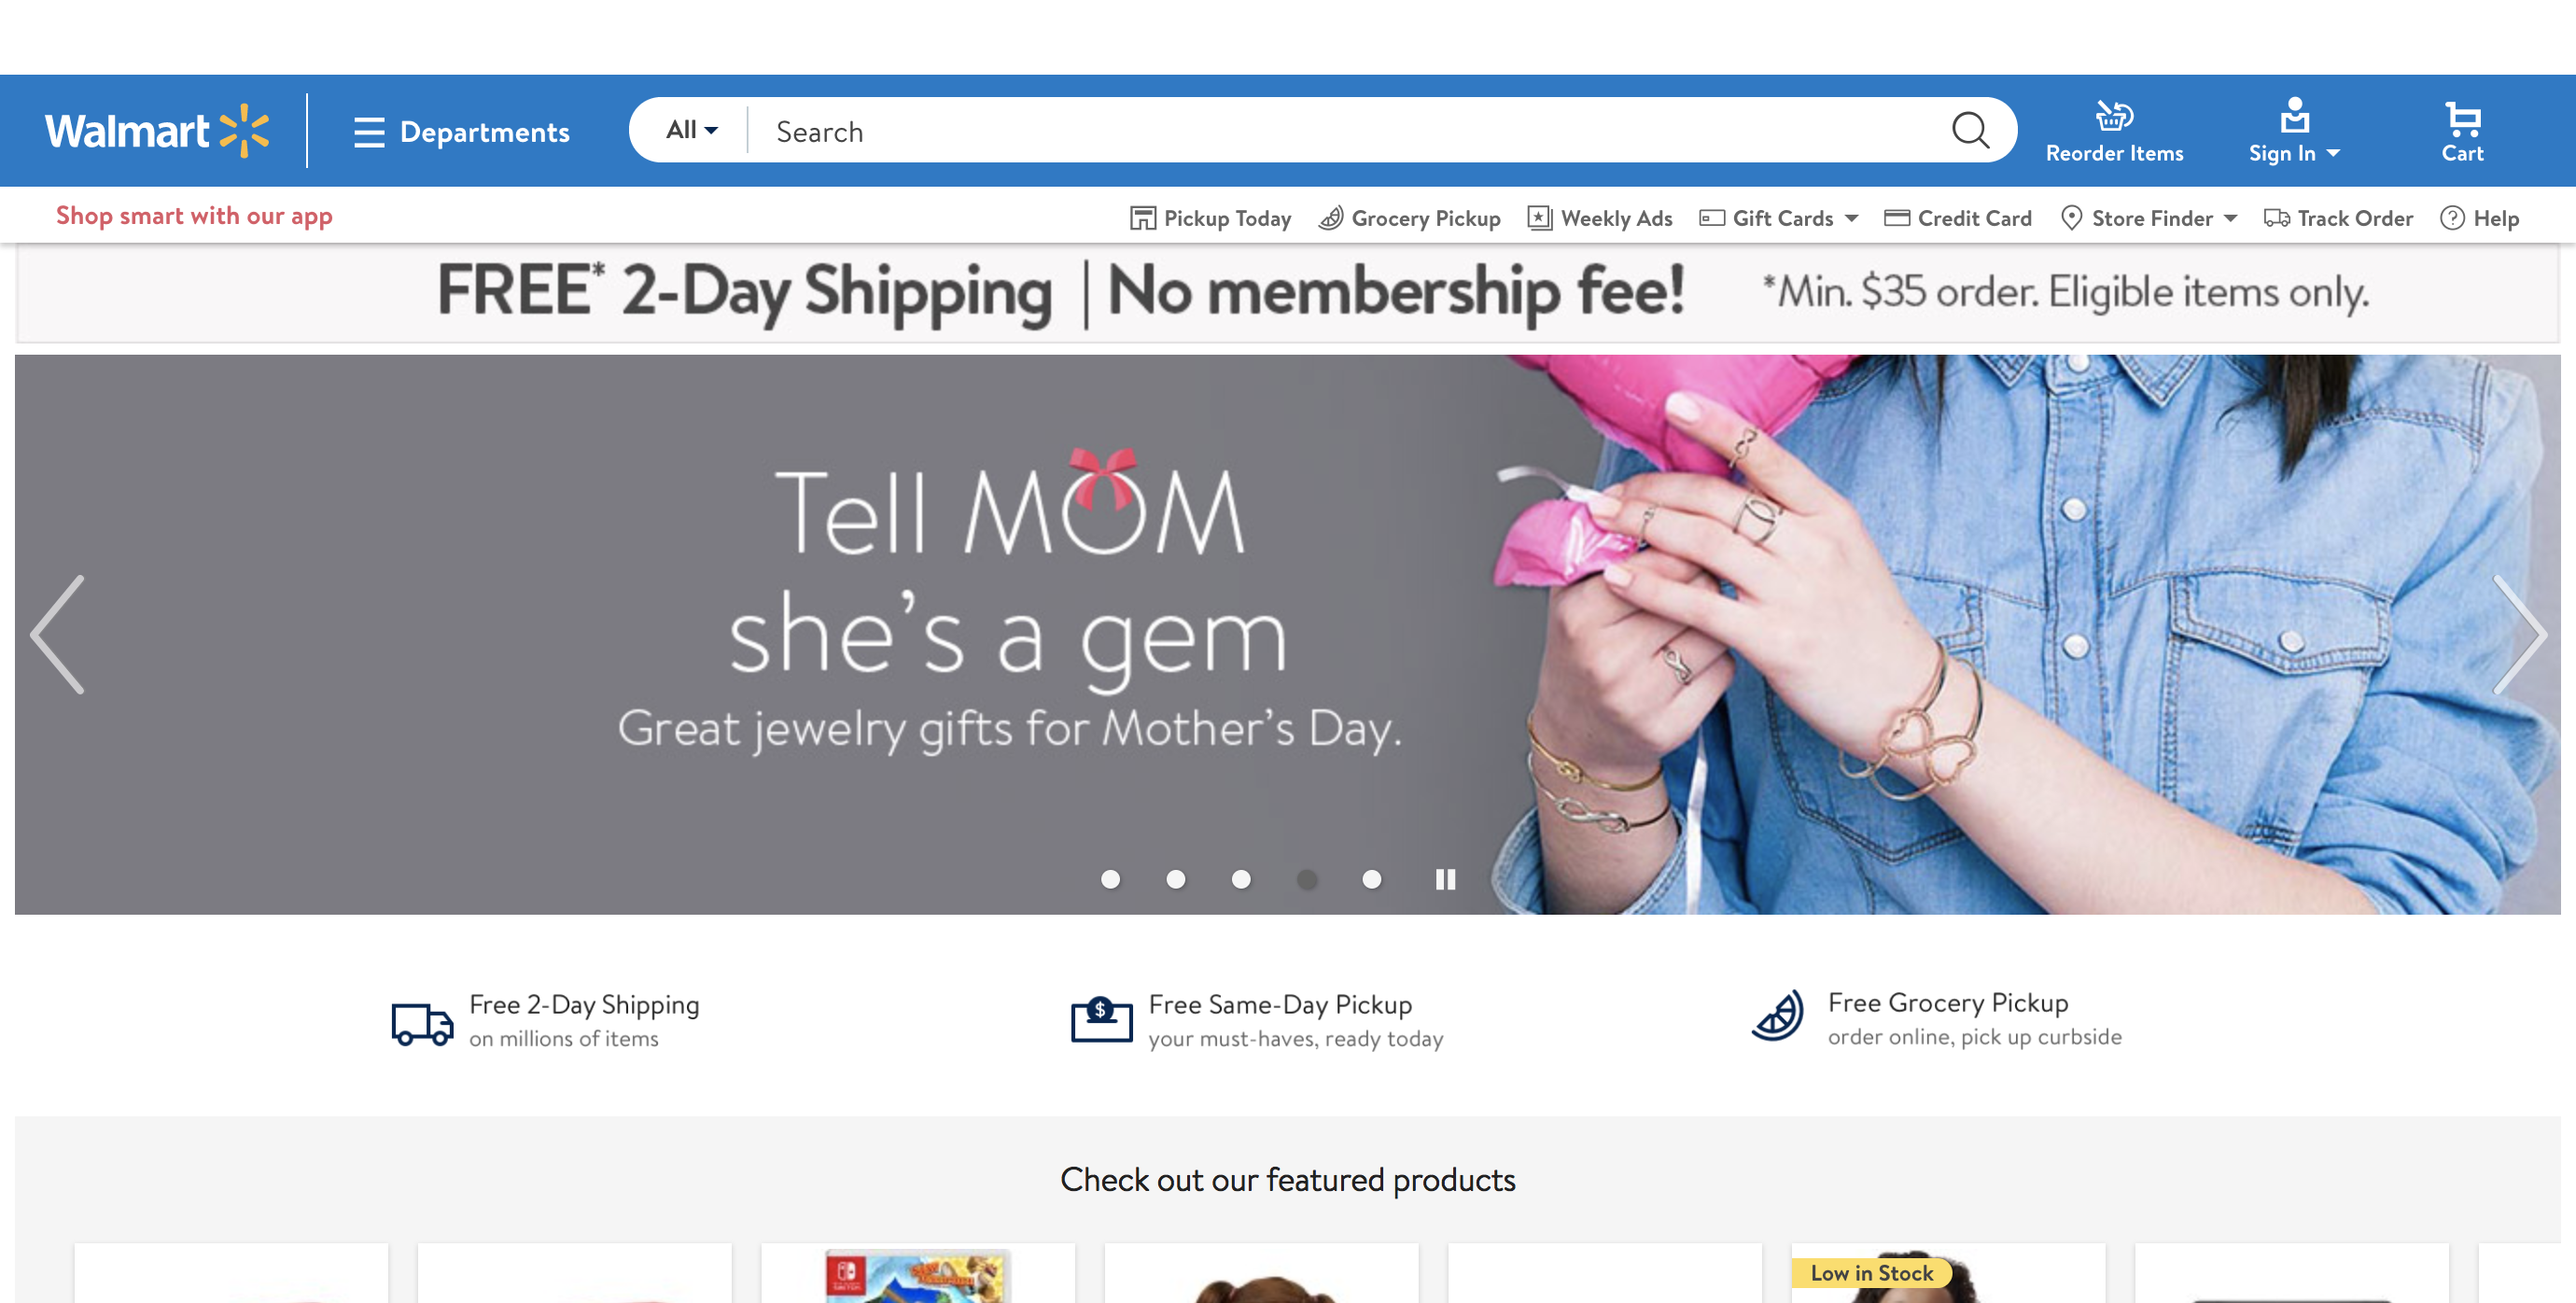 Walmart
Departments
All
Search
Reorder Items
Sign In
Cart
Shop smart with our app
Pickup Today
Grocery Pickup
Weekly Ads
Gift Cards
Credit Card
Store Finder
Track Order
Help
FREE* 2-Day Shipping | No membership fee! *Min. $35 order. Eligible items only.
Tell MOM
she's a gem
Great jewelry gifts for Mother's Day.
Free 2-Day Shipping
on millions of items
$
Free Same-Day Pickup
your must-haves, ready today
Free Grocery Pickup
order online, pick up curbside
Check out our featured products
Low in Stock